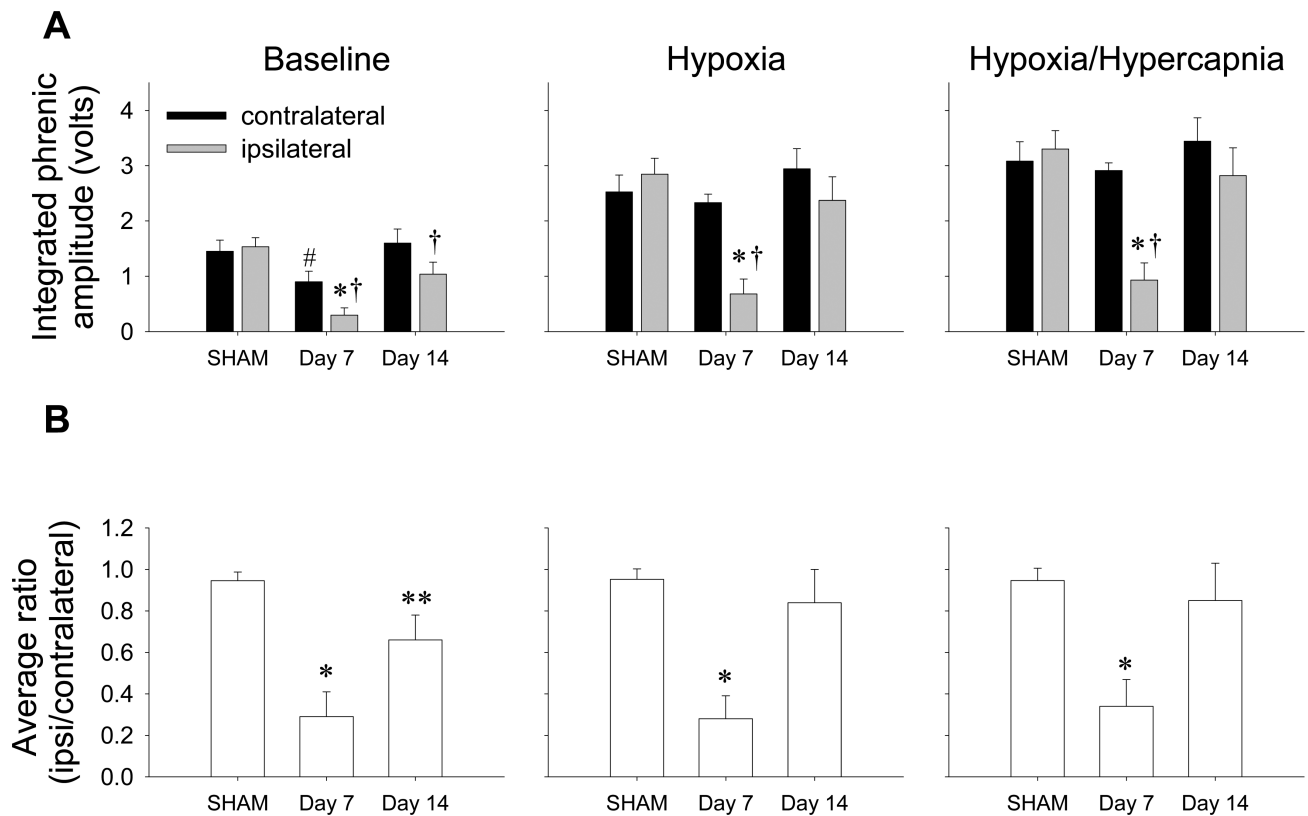 A
Baseline
Hypoxia
Hypoxia/Hypercapnia
Integrated phrenic
amplitude (volts)
4
3
2
1
0
contralateral
ipsilateral
#
*†
†
*†
*†
SHAM Day 7 Day 14
SHAM Day 7 Day 14
SHAM Day 7 Day 14
B
Average ratio
(ipsi/contralateral)
1.2
1.0
0.8
0.6
0.4
0.2
0.0
*
**
*
*
SHAM Day 7 Day 14
SHAM Day 7 Day 14
SHAM Day 7 Day 14